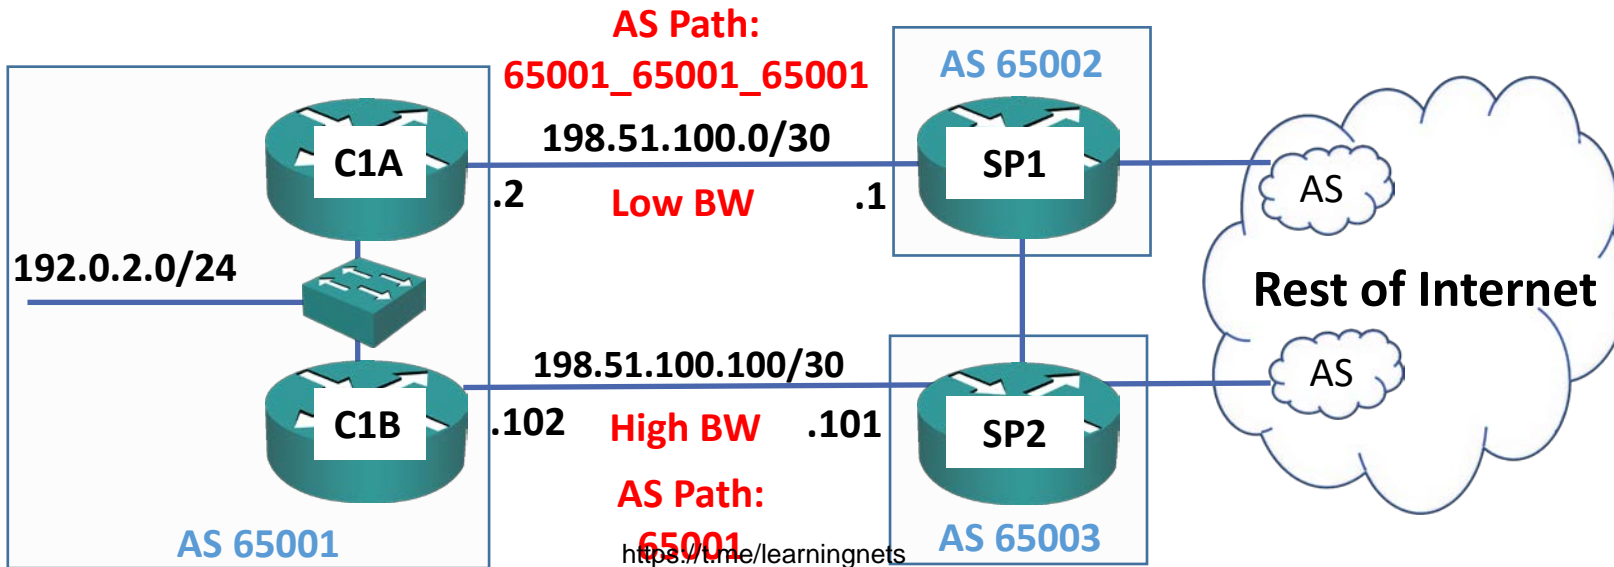 AS Path:
65001_65001_65001
AS 65002
C1A
198.51.100.0/30
SP1
.2
Low BW
.1
AS
192.0.2.0/24
Rest of Internet
198.51.100.100/30
AS
C1B
.102
High BW
.101
SP2
AS Path:
65001
AS 65001
AS 65003
https://t.me/learningnets